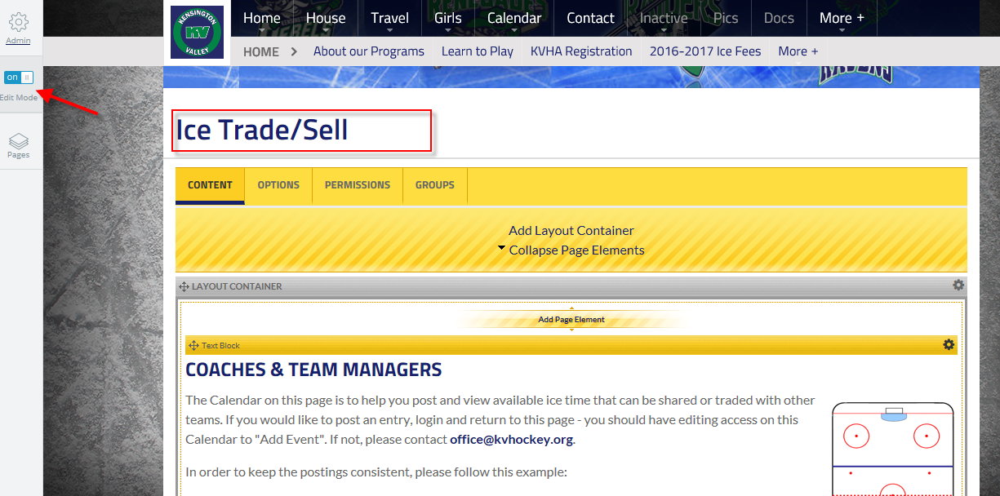 Admin
on
Edit Mode
Pages
KENSINGTON
KV
VALLEY
Home House Travel Girls Calendar Contact Inactive Pics Docs More +
HOME About our Programs Learn to Play KVHA Registration 2016-2017 Ice Fees More +
Ice Trade/Sell
CONTENT OPTIONS PERMISSIONS GROUPS
Add Layout Container
Collapse Page Elements
LAYOUT CONTAINER
Add Page Element
Text Block
COACHES & TEAM MANAGERS
The Calendar on this page is to help you post and view available ice time that can be shared or traded with other
teams. If you would like to post an entry, login and return to this page - you should have editing access on this
Calendar to "Add Event". If not, please contact office@kvhockey.org.
In order to keep the postings consistent, please follow this example: